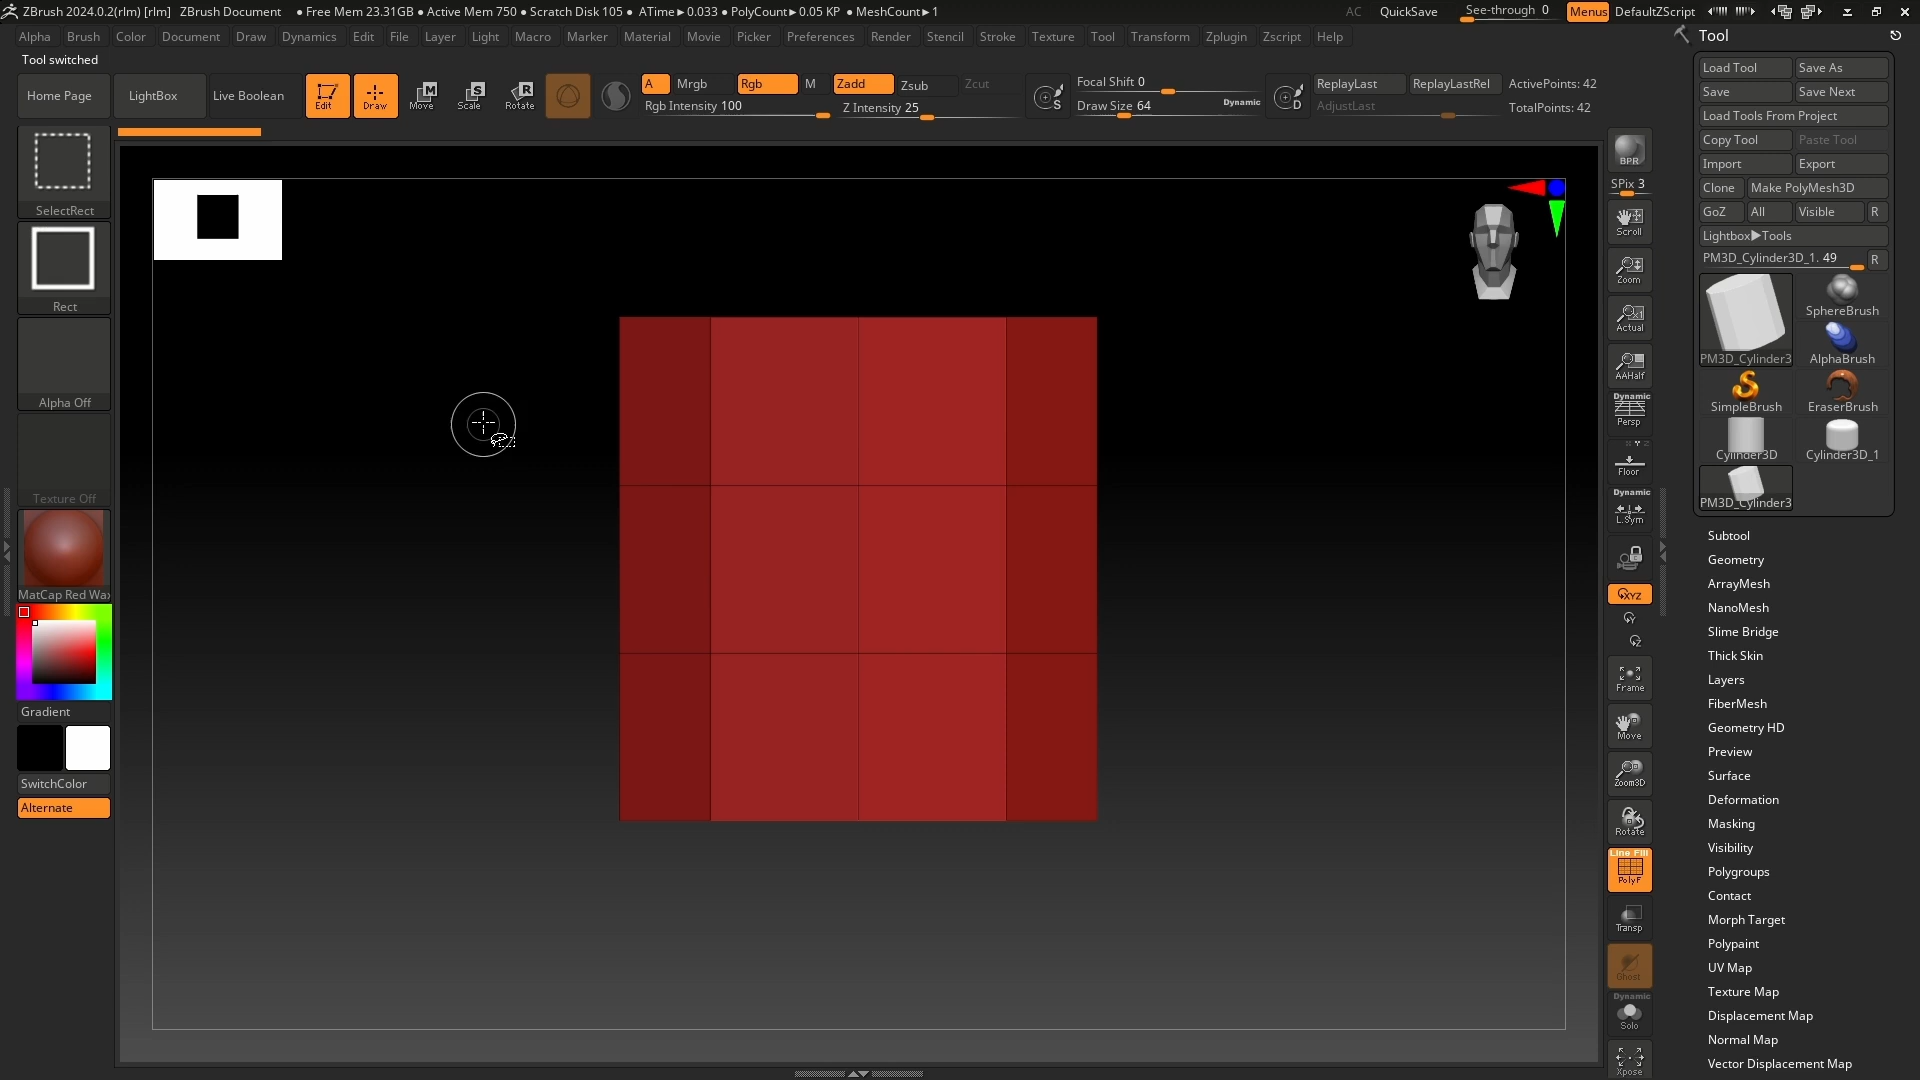 ZBrush 2024.0.2(rlm) [rlm] ZBrush Document ● Free Mem 23.31GB ● Active Mem 750 ● Scratch Disk 105 ● ATime►0.033 ● PolyCount►0.05 KP ● MeshCount►1 AC QuickSave See-through 0 Menus DefaultZScript
Alpha Brush Color Document Draw Dynamics Edit File Layer Light Macro Marker Material Movie Picker Preferences Render Stencil Stroke Texture Tool Transform Zplugin Zscript Help
Tool switched
Home Page LightBox Live Boolean Edit Draw Move Scale Rotate
A Mrgb Rgb M Zadd Zsub Zcut
Rgb Intensity 100 Z Intensity 25
S
Focal Shift 0
Draw Size 64 Dynamic
D
ReplayLast ReplayLastRel ActivePoints: 42
AdjustLast TotalPoints: 42
SelectRect
Rect
Alpha Off
Texture Off
MatCap Red Wax
Gradient
SwitchColor
Alternate
BPR
SPix 3
Scroll
Zoom
Actual
AAHalf
Dynamic
Persp
Floor
Dynamic
L.Sym
XYZ
Y
Z
Frame
Move
Zoom3D
Rotate
Line Fill
PolyF
Transp
Ghost
Dynamic
Solo
Xpose
Tool
Load Tool Save As
Save Save Next
Load Tools From Project
Copy Tool Paste Tool
Import Export
Clone Make PolyMesh3D
GoZ All Visible R
Lightbox►Tools
PM3D_Cylinder3D_1. 49 R
PM3D_Cylinder3 SphereBrush
AlphaBrush
SimpleBrush EraserBrush
Cylinder3D Cylinder3D_1
PM3D_Cylinder3
Subtool
Geometry
ArrayMesh
NanoMesh
Slime Bridge
Thick Skin
Layers
FiberMesh
Geometry HD
Preview
Surface
Deformation
Masking
Visibility
Polygroups
Contact
Morph Target
Polypaint
UV Map
Texture Map
Displacement Map
Normal Map
Vector Displacement Map